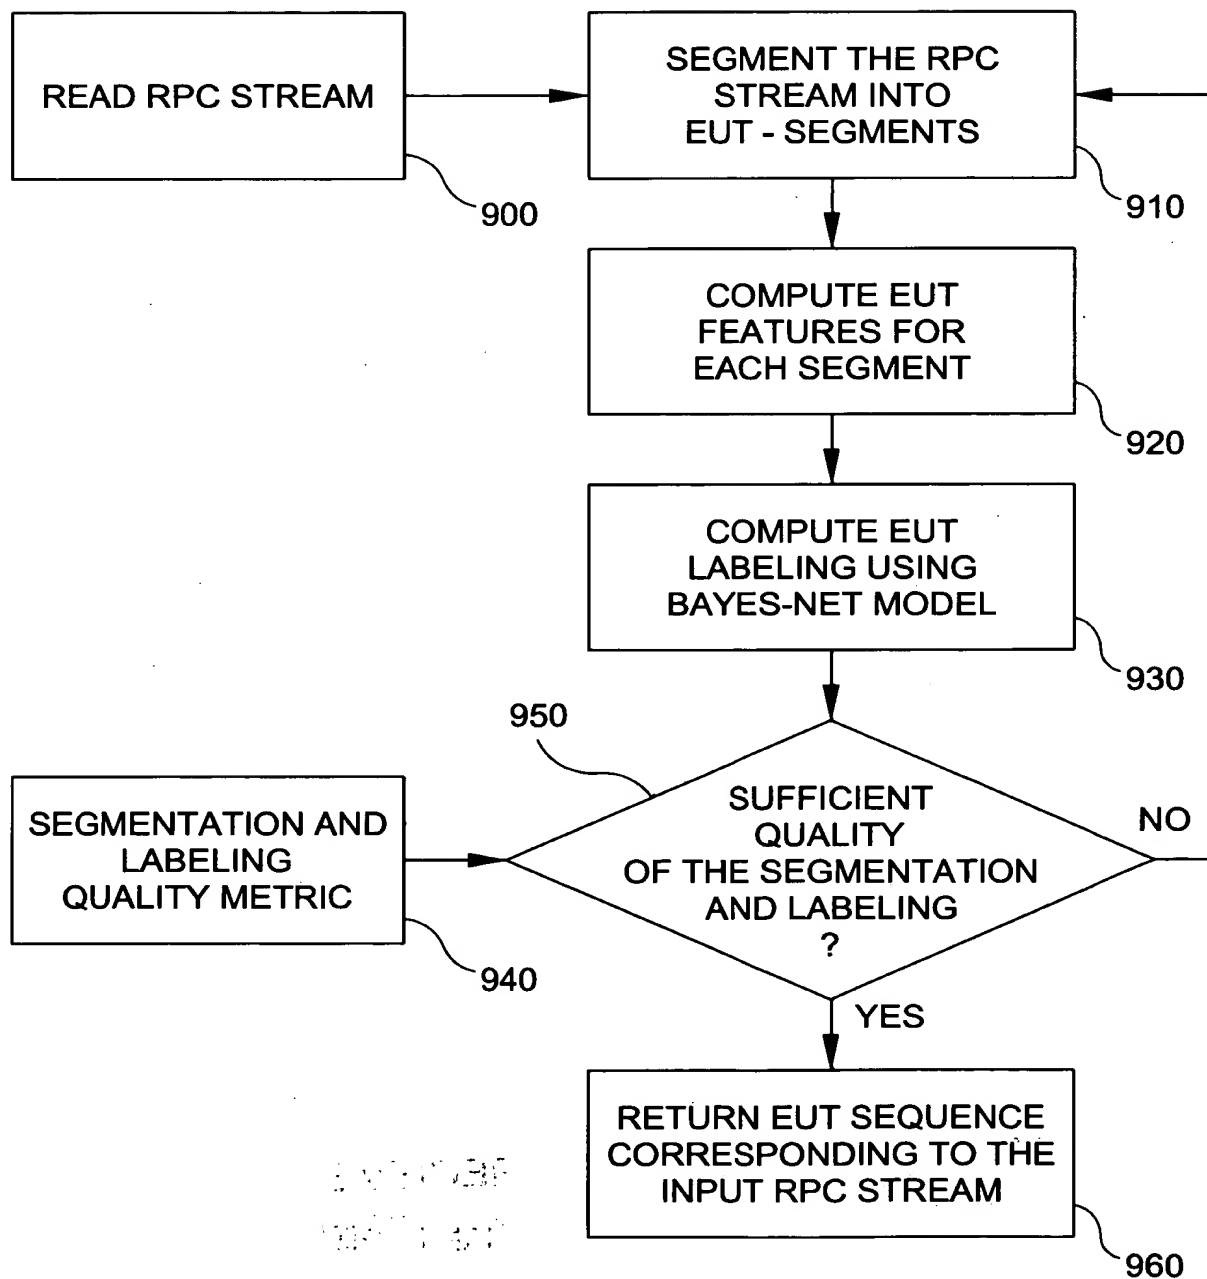 READ RPC STREAM
900
SEGMENT THE RPC
STREAM INTO
EUT - SEGMENTS
910
COMPUTE EUT
FEATURES FOR
EACH SEGMENT
920
COMPUTE EUT
LABELING USING
BAYES-NET MODEL
930
950
SEGMENTATION AND
LABELING
QUALITY METRIC
940
SUFFICIENT
QUALITY
OF THE SEGMENTATION
AND LABELING
?
NO
YES
RETURN EUT SEQUENCE
CORRESPONDING TO THE
INPUT RPC STREAM
960